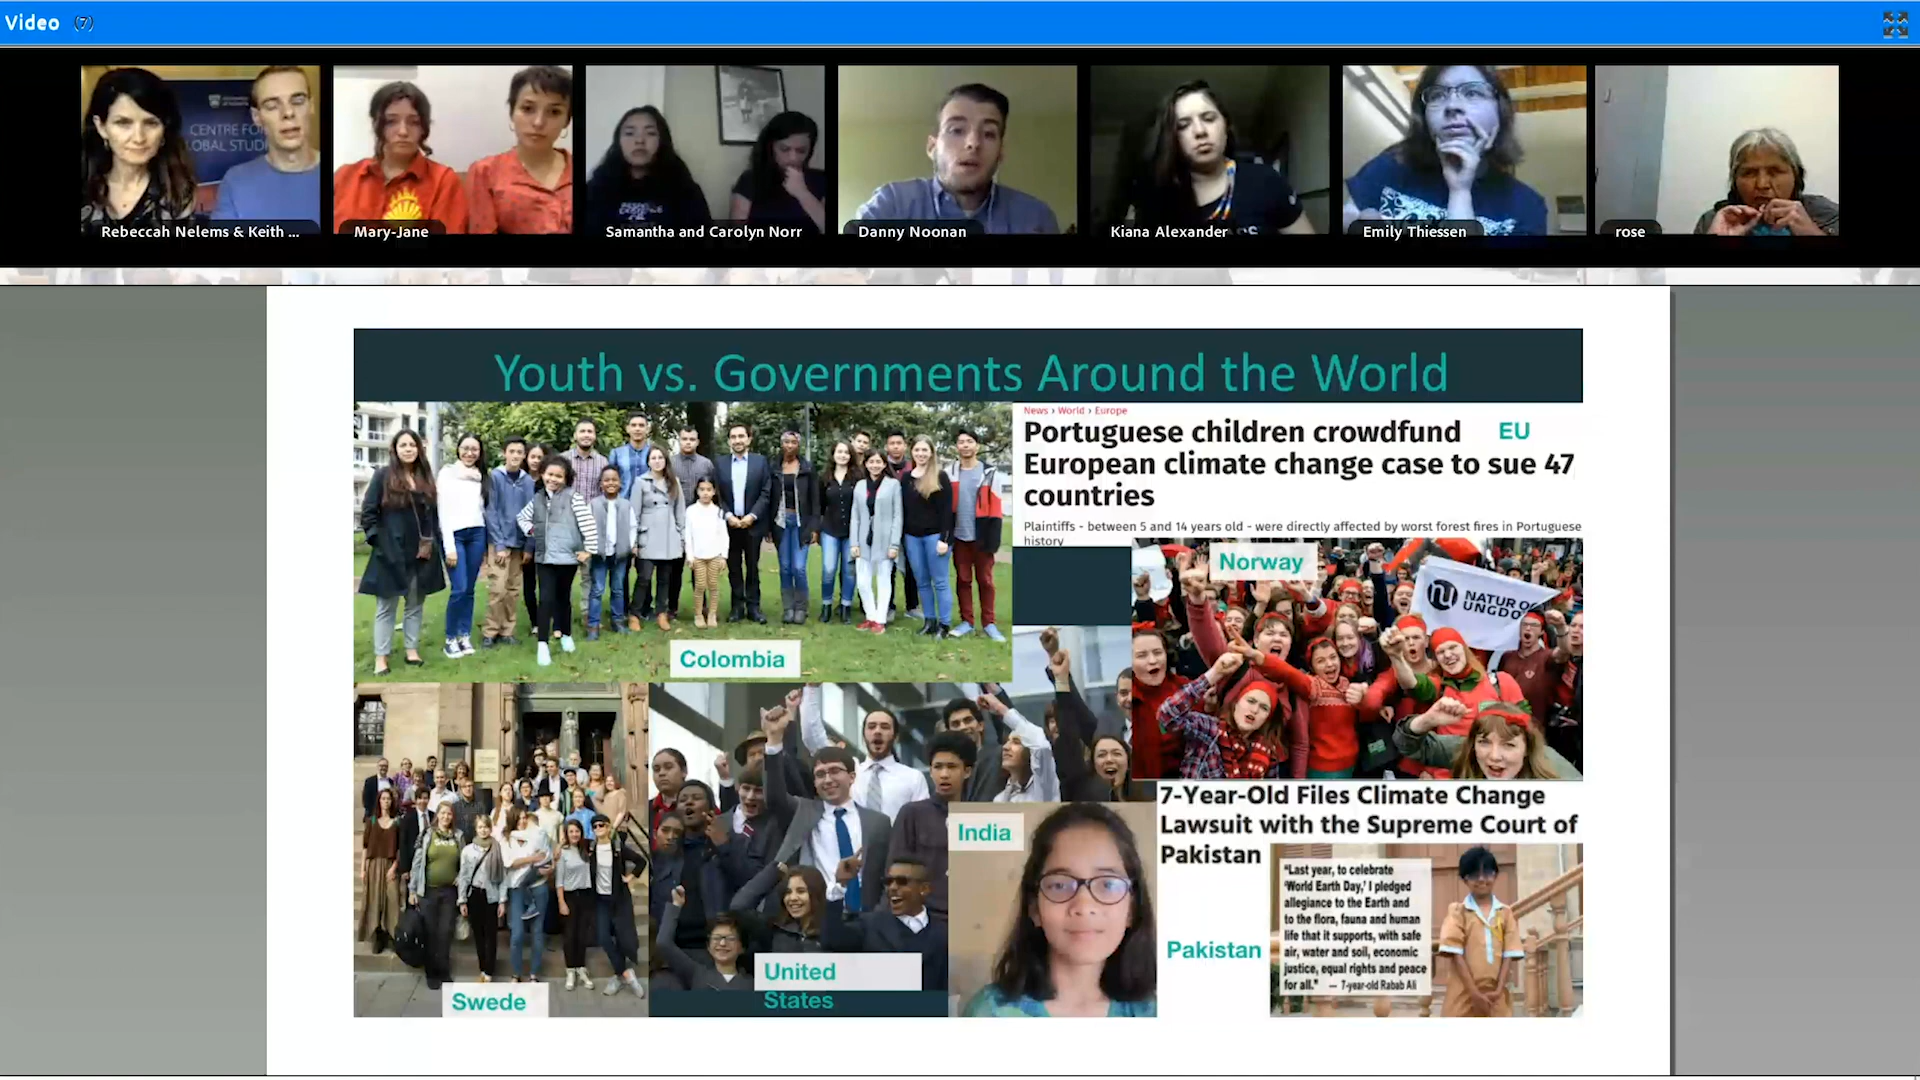 Video (7)
CENTRE FO
LOBAL STUDI
Rebeccah Nelems & Keith ...
Mary-Jane
Samantha and Carolyn Norr
Danny Noonan
Kiana Alexander
Emily Thiessen
rose
Youth vs. Governments Around the World
News › World › Europe
Portuguese children crowdfund
European climate change case to sue 47
countries
EU
Plaintiffs - between 5 and 14 years old - were directly affected by worst forest fires in Portuguese
history
Norway
NATUR O
UNGDO
Colombia
Swede
United
States
India
7-Year-Old Files Climate Change
Lawsuit with the Supreme Court of
Pakistan
Pakistan
"Last year, to celebrate
'World Earth Day,' I pledged
allegiance to the Earth and
to the flora, fauna and human
life that it supports, with safe
air, water and soil, economic
justice, equal rights and peace
for all." — 7-year-old Rabab Ali